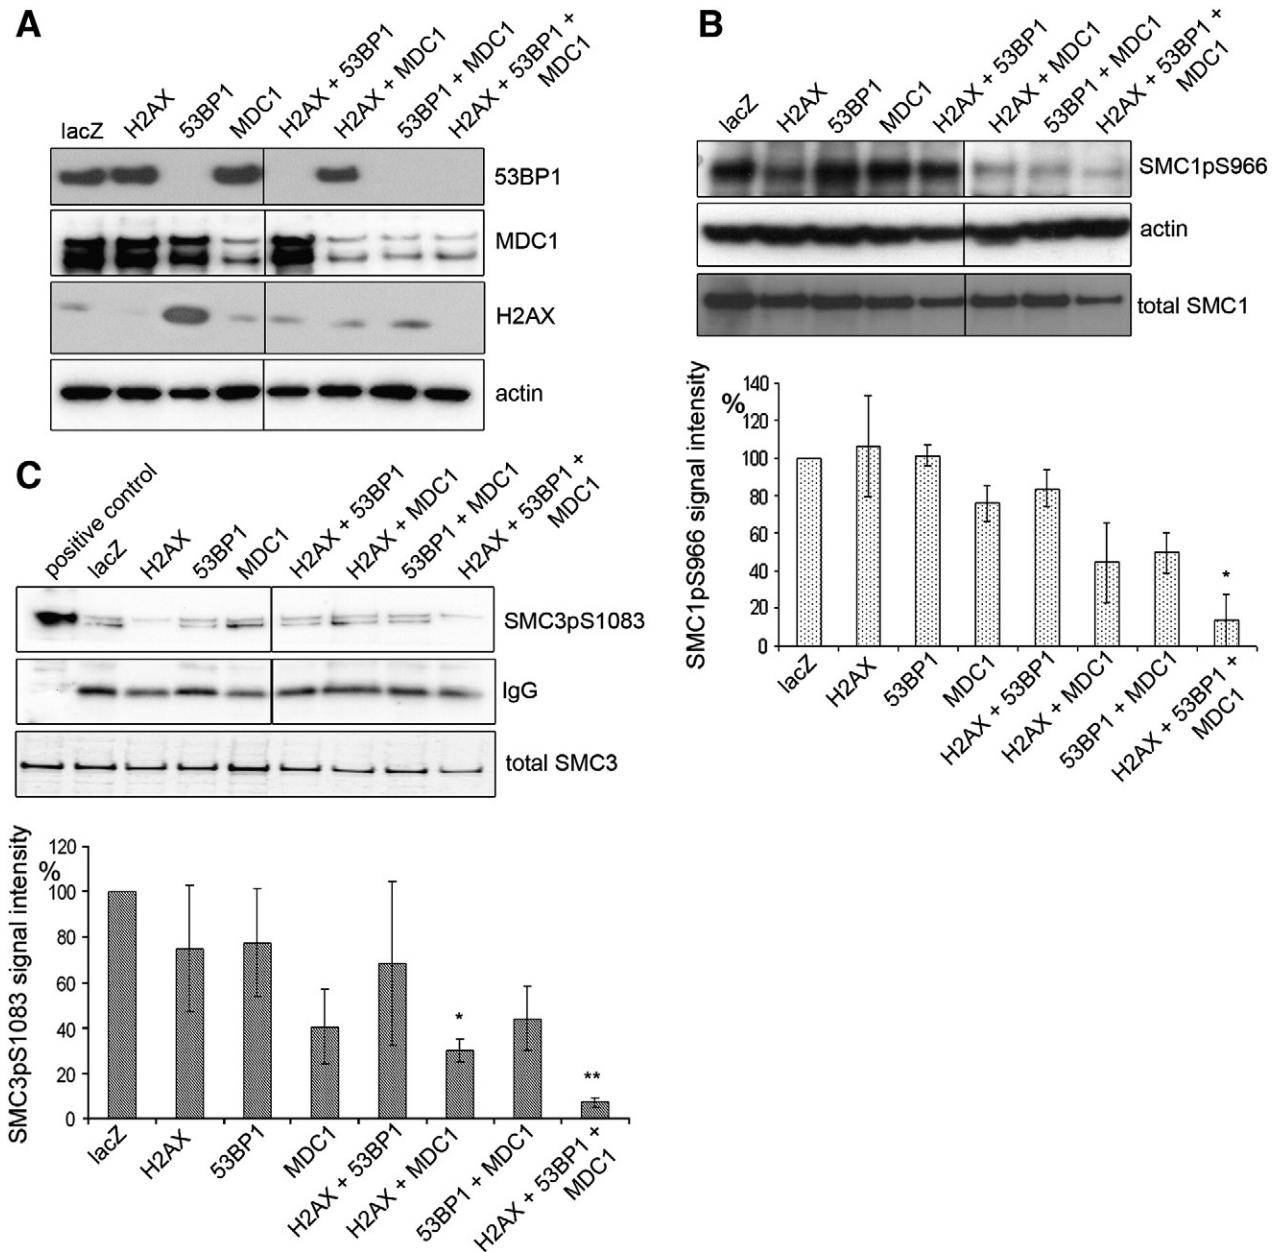 A
lacZ
H2AX
53BP1
MDC1
H2AX + 53BP1
H2AX + MDC1
53BP1 + MDC1
H2AX + 53BP1 +
MDC1
53BP1
MDC1
H2AX
actin
B
lacZ
H2AX
53BP1
MDC1
H2AX + 53BP1
H2AX + MDC1
53BP1 + MDC1
H2AX + 53BP1 +
MDC1
SMC1pS966
actin
total SMC1
SMC1pS966 signal intensity
%
140
120
100
80
60
40
20
0
*
lacZ
H2AX
53BP1
MDC1
H2AX + 53BP1
H2AX + MDC1
53BP1 + MDC1
H2AX + 53BP1 +
MDC1
C
positive control
lacZ
H2AX
53BP1
MDC1
H2AX + 53BP1
H2AX + MDC1
53BP1 + MDC1
H2AX + 53BP1 +
MDC1
SMC3pS1083
IgG
total SMC3
SMC3pS1083 signal intensity
%
120
100
80
60
40
20
0
*
**
lacZ
H2AX
53BP1
MDC1
H2AX + 53BP1
H2AX + MDC1
53BP1 + MDC1
H2AX + 53BP1 +
MDC1